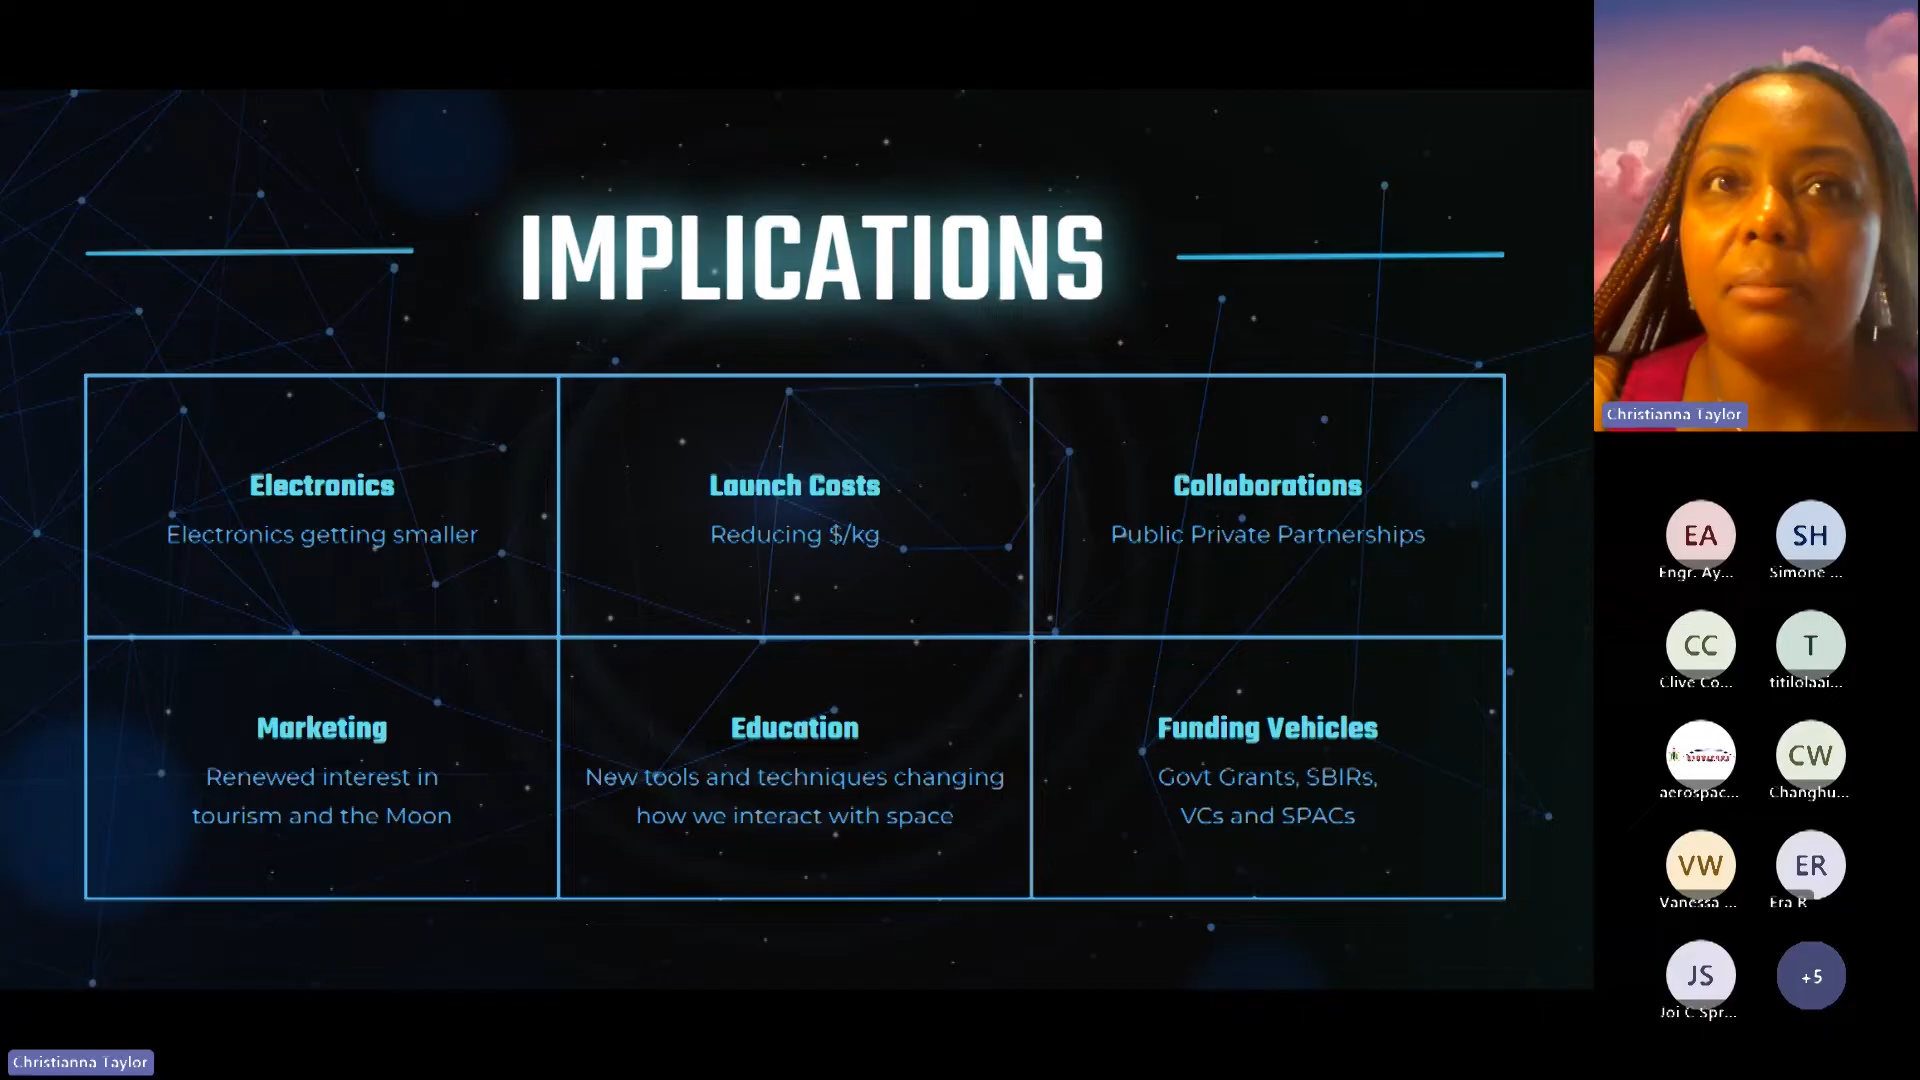 IMPLICATIONS
Electronics
Electronics getting smaller
Launch Costs
Reducing $/kg
Collaborations
Public Private Partnerships
Marketing
Renewed interest in
tourism and the Moon
Education
New tools and techniques changing
how we interact with space
Funding Vehicles
Govt Grants, SBIRs,
VCs and SPACs
Christianna Taylor
EA
Engr. Ay...
SH
Simone ...
CC
Clive Co...
T
titilolaai...
aerospac...
CW
Changhu...
VW
Vanessa ...
ER
Era R
JS
Joi C Spr...
+5
Christianna Taylor